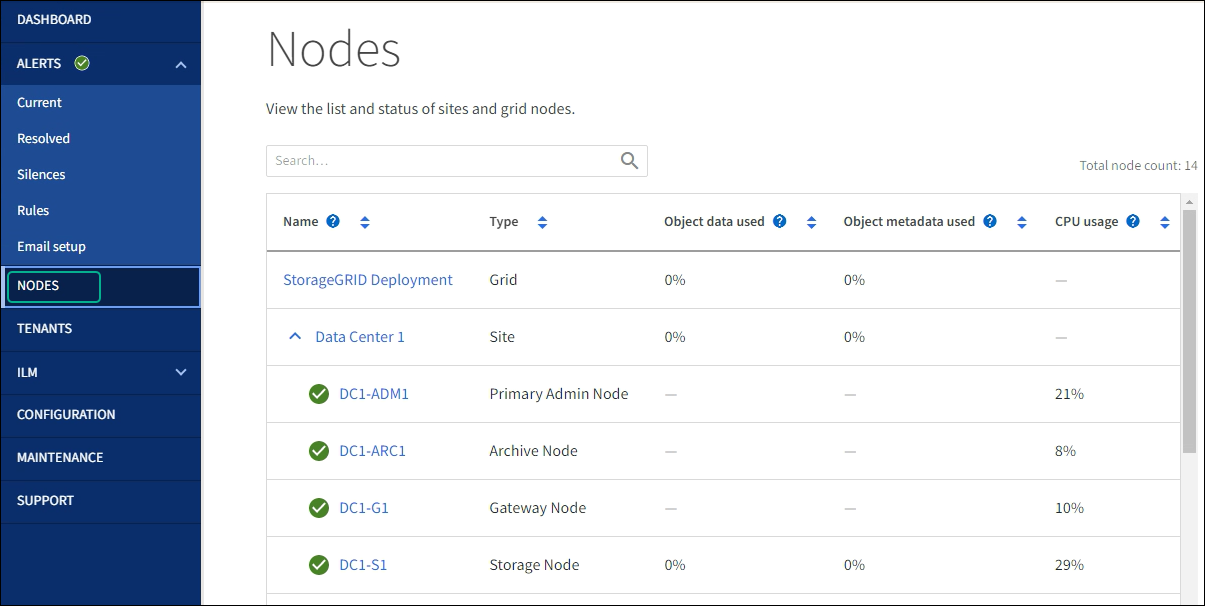 DASHBOARD
ALERTS
Current
Resolved
Silences
Rules
Email setup
NODES
TENANTS
ILM
CONFIGURATION
MAINTENANCE
SUPPORT
Nodes
View the list and status of sites and grid nodes.
Search...
Total node count: 14
Name ? Type Object data used ? Object metadata used ? CPU usage ?
StorageGRID Deployment Grid 0% 0% —
Data Center 1 Site 0% 0% —
DC1-ADM1 Primary Admin Node — — 21%
DC1-ARC1 Archive Node — — 8%
DC1-G1 Gateway Node — — 10%
DC1-S1 Storage Node 0% 0% 29%